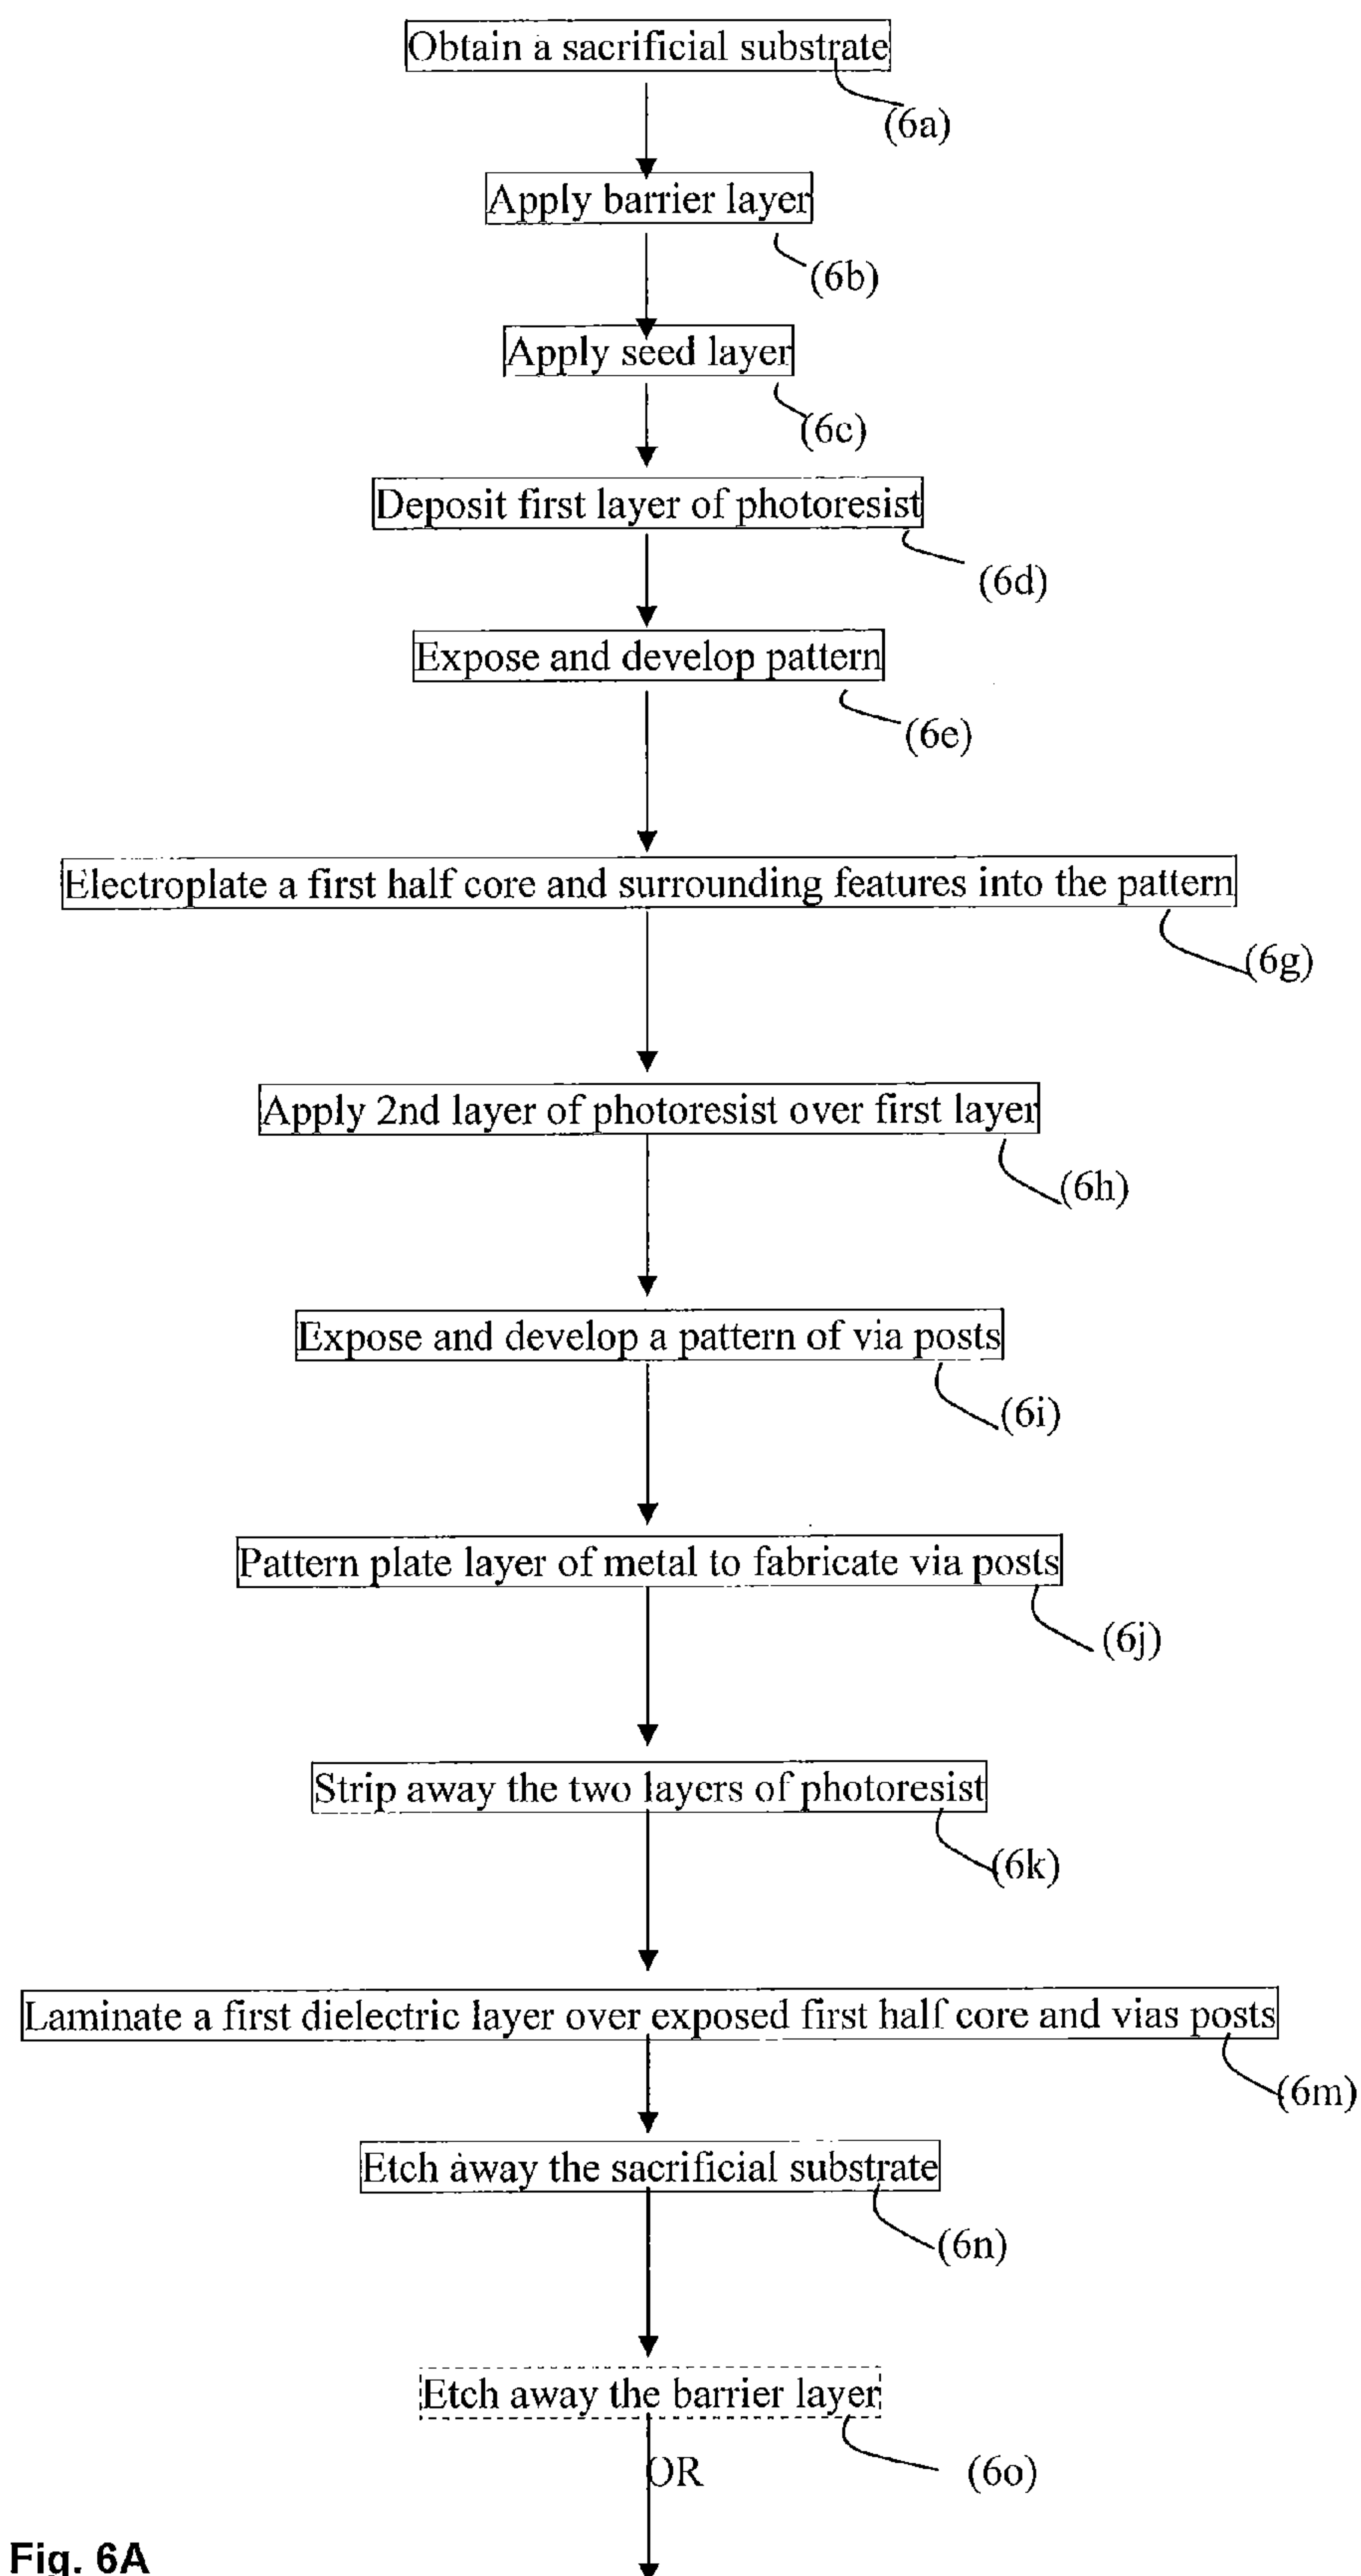 Obtain a sacrificial substrate
(6a)
Apply barrier layer
(6b)
Apply seed layer
(6c)
Deposit first layer of photoresist
(6d)
Expose and develop pattern
(6e)
Electroplate a first half core and surrounding features into the pattern
(6g)
Apply 2nd layer of photoresist over first layer
(6h)
Expose and develop a pattern of via posts
(6i)
Pattern plate layer of metal to fabricate via posts
(6j)
Strip away the two layers of photoresist
(6k)
Laminate a first dielectric layer over exposed first half core and vias posts
(6m)
Etch away the sacrificial substrate
(6n)
Etch away the barrier layer
(6o)
OR
Fig. 6A